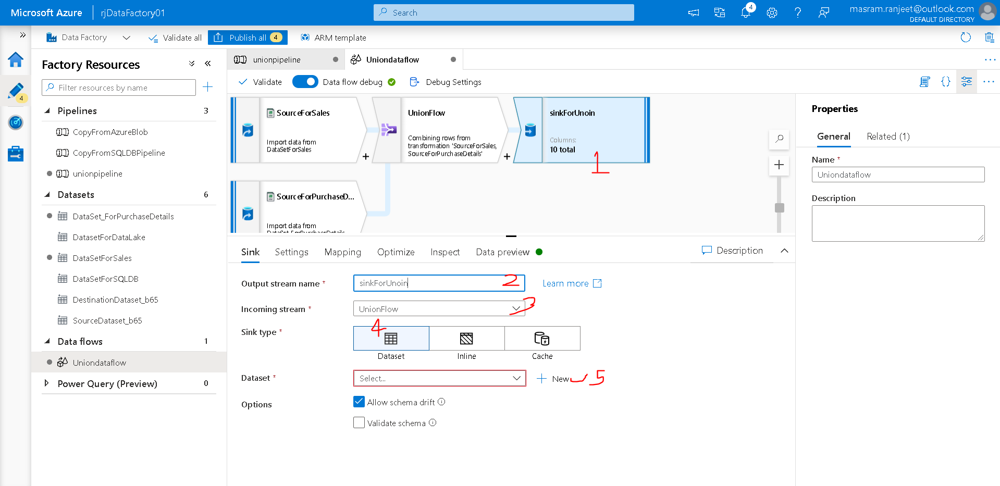 Microsoft Azure
rjDataFactory01
Search
4
masram.ranjeet@outlook.com
DEFAULT DIRECTORY
Data Factory
Validate all
Publish all 4
ARM template
4
Factory Resources
Filter resources by name
Pipelines 3
CopyFromAzureBlob
CopyFromSQLDBPipeline
unionpipeline
Datasets 6
DataSet_ForPurchaseDetails
DatasetForDataLake
DataSetForSales
DataSetForSQLDB
DestinationDataset_b65
SourceDataset_b65
Data flows 1
Uniondataflow
Power Query (Preview) 0
unionpipeline
Uniondataflow
Validate
Data flow debug
Debug Settings
SourceForSales
Import data from
DataSetForSales
UnionFlow
Combining rows from
transformation 'SourceForSales,
SourceForPurchaseDetails'
sinkForUnoin
Columns:
10 total
1
SourceForPurchaseD...
Import data from
DataSet_ForPurchaseDetails
Sink
Settings
Mapping
Optimize
Inspect
Data preview
Description
Output stream name *
sinkForUnoin
2
Learn more
Incoming stream *
UnionFlow
3
Sink type *
4
Dataset
Inline
Cache
Dataset *
Select...
New
5
Options
Allow schema drift
Validate schema
Properties
General
Related (1)
Name *
Uniondataflow
Description